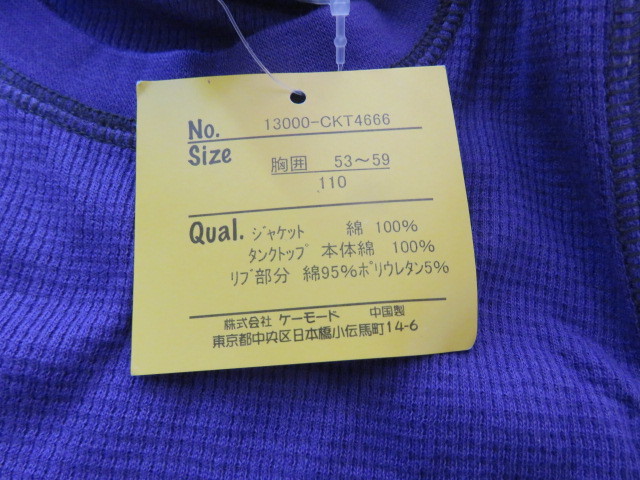 No. 13000-CKT4666
Size 胸囲 53～59
110
Qual. ジャケット 綿 100%
タンクトップ 本体綿 100%
リブ部分 綿95%ポリウレタン5%
株式会社 ケーモード 中国製
東京都中央区日本橋小伝馬町14-6